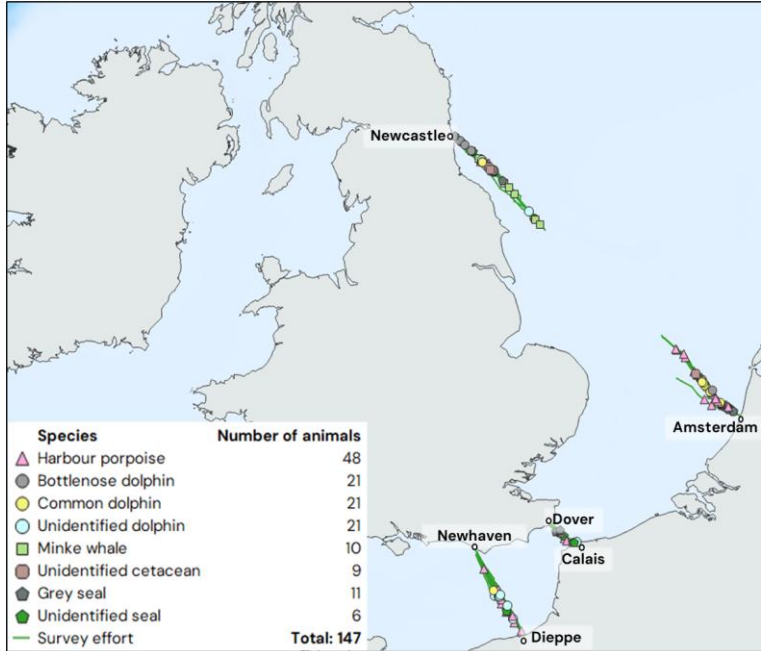 Newcastle
Amsterdam
Dover
Newhaven
Calais
Dieppe
Species Number of animals
Harbour porpoise 48
Bottlenose dolphin 21
Common dolphin 21
Unidentified dolphin 21
Minke whale 10
Unidentified cetacean 9
Grey seal 11
Unidentified seal 6
Survey effort Total: 147